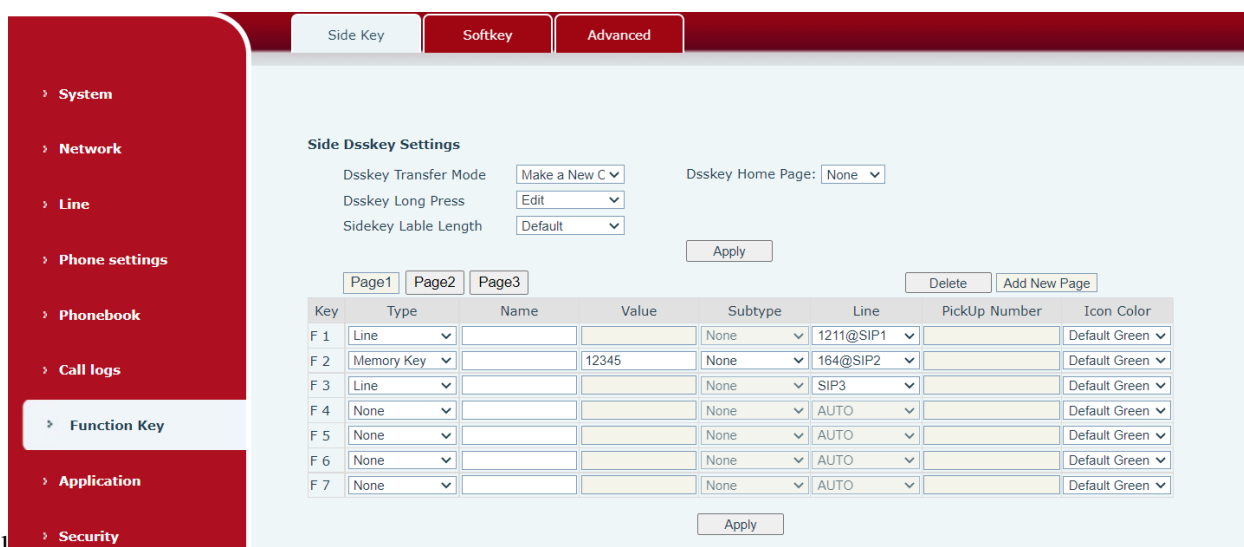 Side Key Softkey Advanced
System
Network
Line
Phone settings
Phonebook
Call logs
Function Key
Application
Security
Side Dsskey Settings
Dsskey Transfer Mode Make a New C Dsskey Home Page: None
Dsskey Long Press Edit
Sidekey Lable Length Default
Apply
Page1 Page2 Page3 Delete Add New Page
Key Type Name Value Subtype Line PickUp Number Icon Color
F 1 Line None 1211@SIP1 Default Green
F 2 Memory Key 12345 None 164@SIP2 Default Green
F 3 Line None SIP3 Default Green
F 4 None None AUTO Default Green
F 5 None None AUTO Default Green
F 6 None None AUTO Default Green
F 7 None None AUTO Default Green
Apply